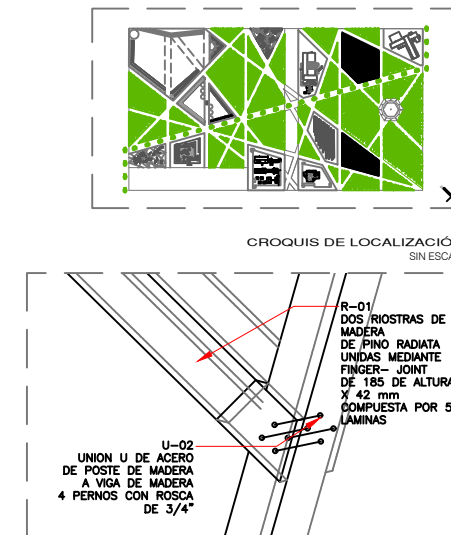 CROQUIS DE LOCALIZACIÓ
SIN ESCA
R-01
DOS RIOSTRAS DE
MADERA
DE PINO RADIATA
UNIDAS MEDIANTE
FINGER- JOINT
DE 185 DE ALTURA
X 42 mm
COMPUESTA POR 5
LAMINAS
U-02
UNION U DE ACERO
DE POSTE DE MADERA
A VIGA DE MADERA
4 PERNOS CON ROSCA
DE 3/4"